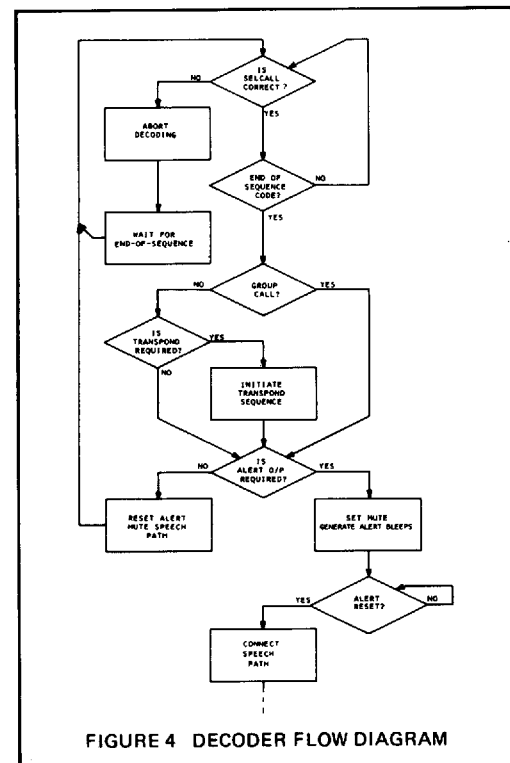 IS
SELCALL
CORRECT?
NO
YES
ABORT
DECODING
END OF
SEQUENCE
CODE?
NO
YES
WAIT FOR
END-OF-SEQUENCE
GROUP
CALL?
NO
YES
IS
TRANSPOND
REQUIRED?
YES
NO
INITIATE
TRANSPOND
SEQUENCE
IS
ALERT O/P
REQUIRED?
NO
YES
RESET ALERT
MUTE SPEECH
PATH
SET MUTE
GENERATE ALERT BLEEPS
ALERT
RESET?
YES
NO
CONNECT
SPEECH
PATH
FIGURE 4 DECODER FLOW DIAGRAM